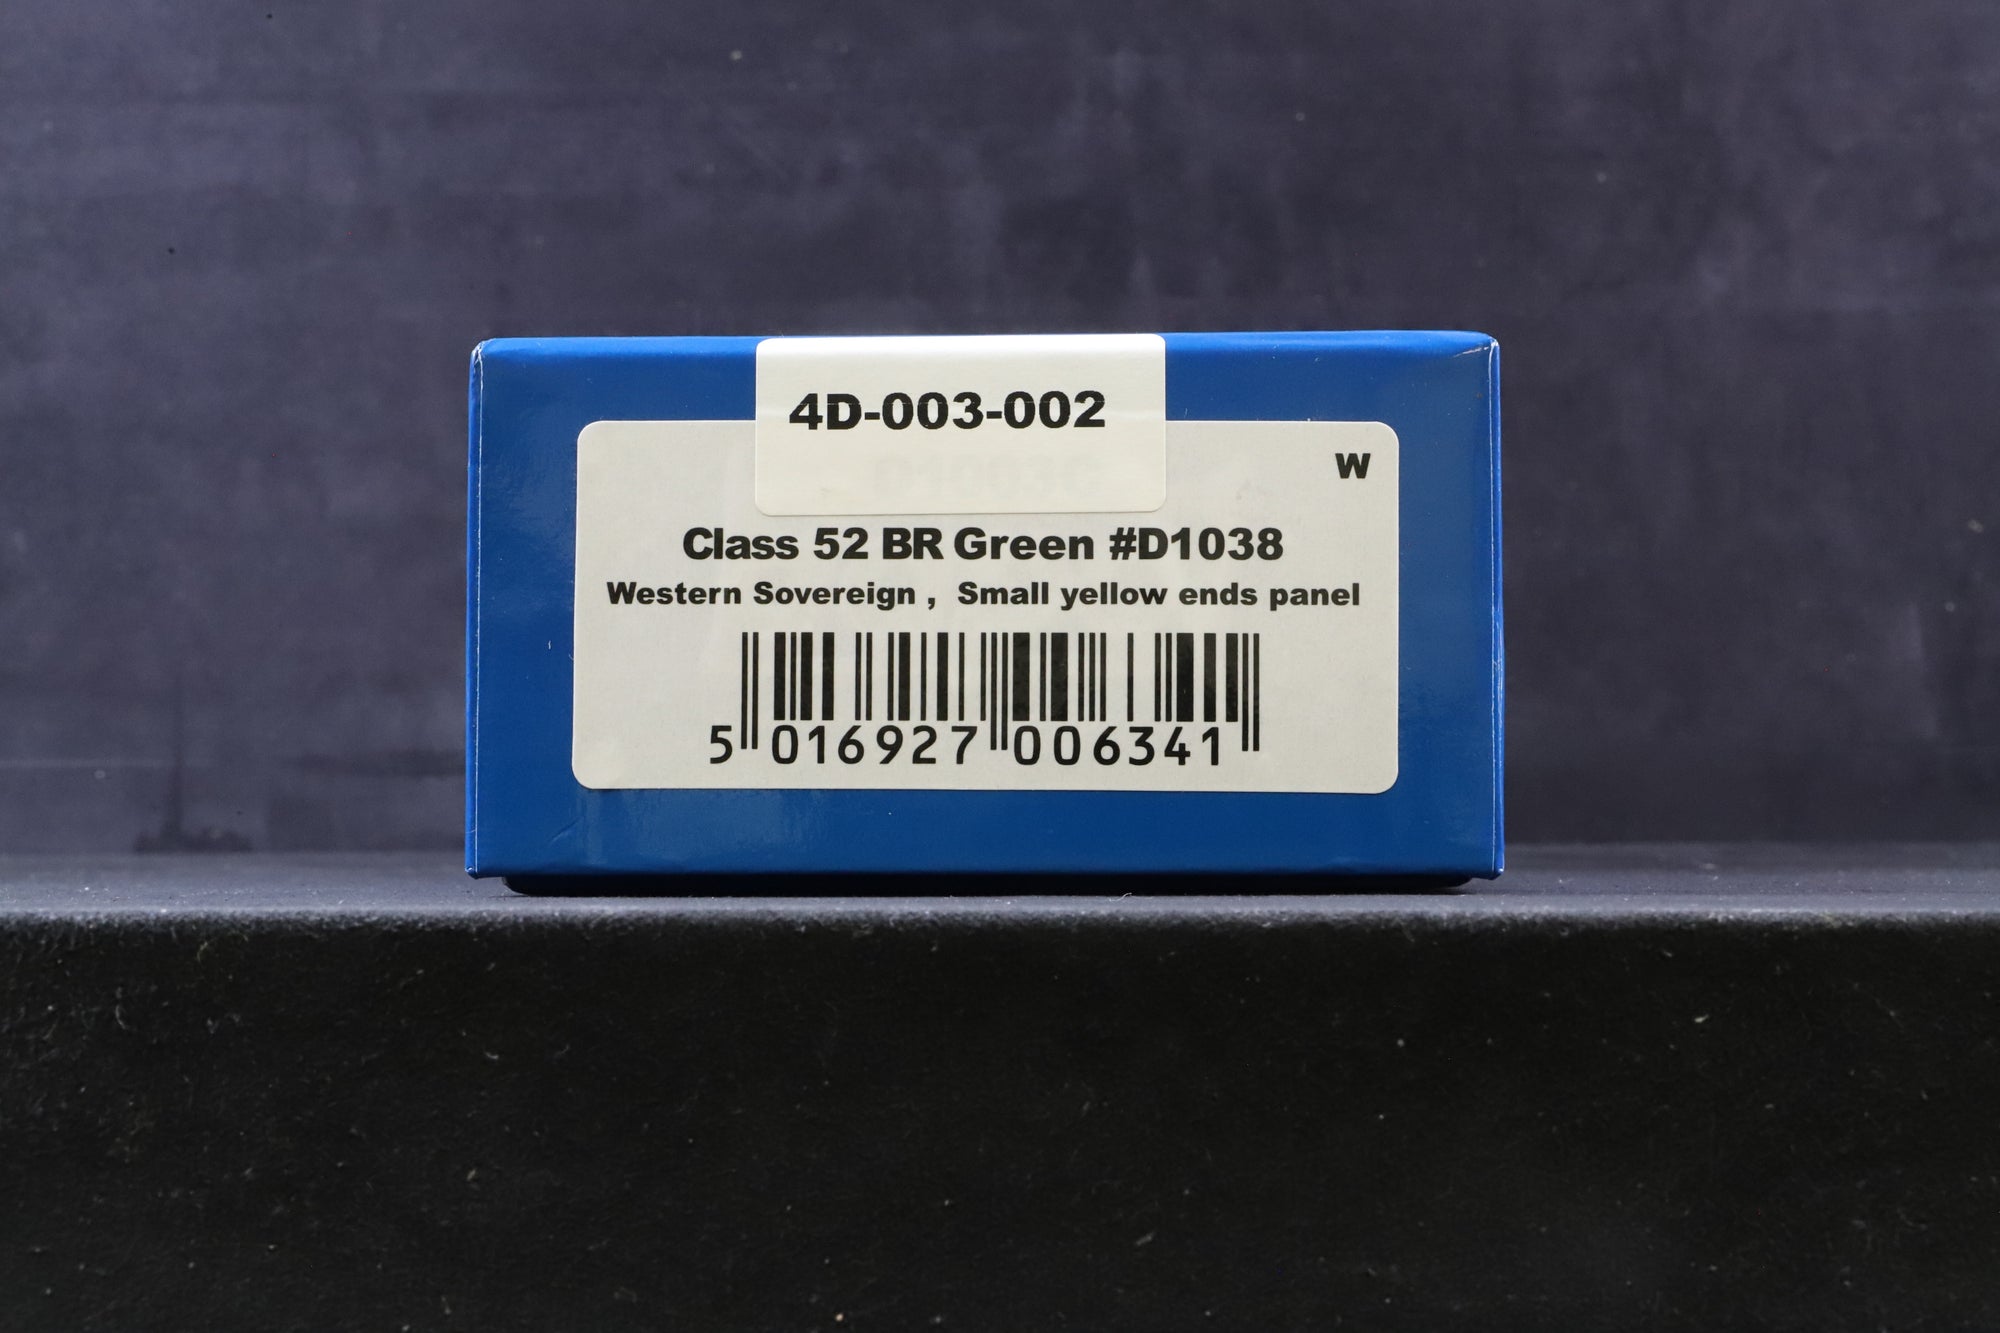 4D-003-002
W
Class 52 BR Green #D1038
Western Sovereign ,  Small yellow ends panel
5 016927 006341